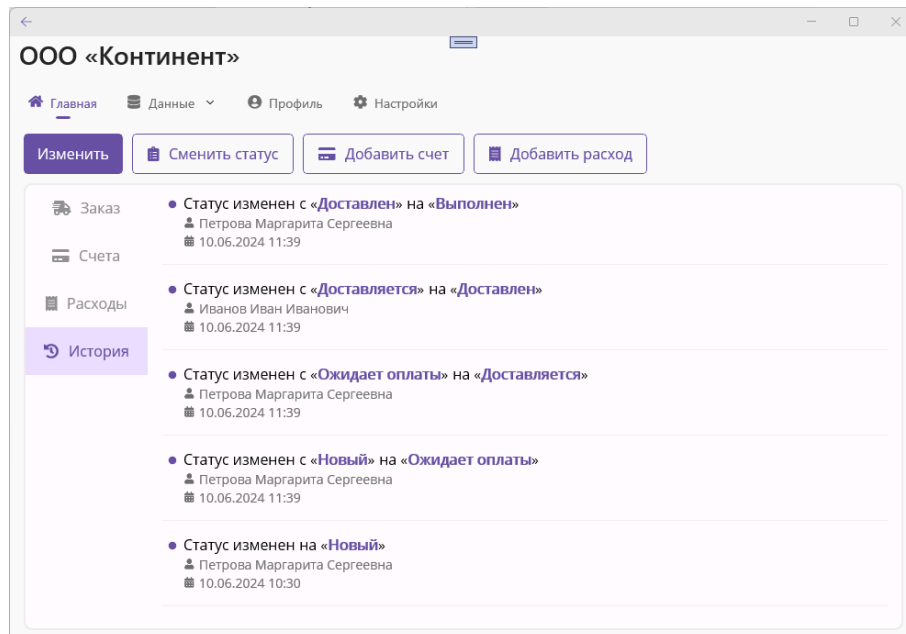 ООО «Континент»
Главная Данные Профиль Настройки
Изменить Сменить статус Добавить счет Добавить расход
Заказ
Счета
Расходы
История
Статус изменен с «Доставлен» на «Выполнен»
Петрова Маргарита Сергеевна
10.06.2024 11:39
Статус изменен с «Доставляется» на «Доставлен»
Иванов Иван Иванович
10.06.2024 11:39
Статус изменен с «Ожидает оплаты» на «Доставляется»
Петрова Маргарита Сергеевна
10.06.2024 11:39
Статус изменен с «Новый» на «Ожидает оплаты»
Петрова Маргарита Сергеевна
10.06.2024 11:39
Статус изменен на «Новый»
Петрова Маргарита Сергеевна
10.06.2024 10:30